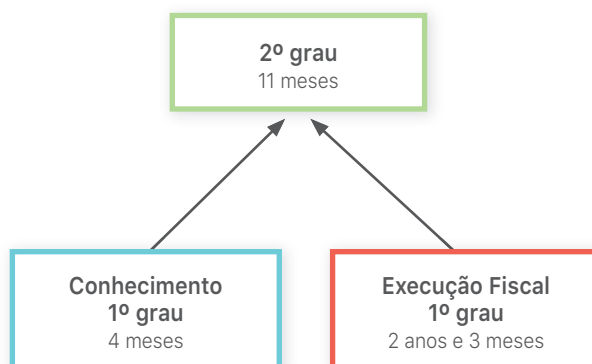 2º grau
11 meses
Conhecimento
1º grau
4 meses
Execução Fiscal
1º grau
2 anos e 3 meses